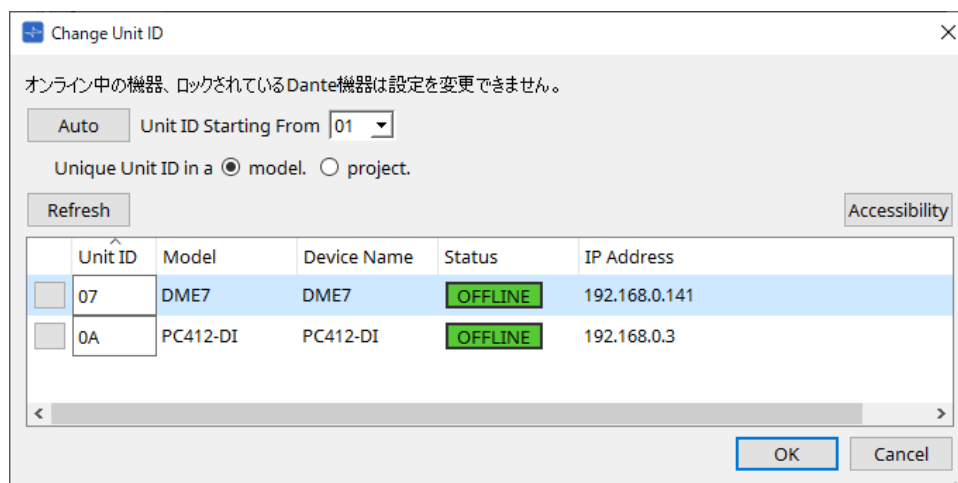 Change Unit ID
オンライン中の機器、ロックされているDante機器は設定を変更できません。
Auto Unit ID Starting From 01
Unique Unit ID in a model. project.
Refresh Accessibility
Unit ID Model Device Name Status IP Address
07 DME7 DME7 OFFLINE 192.168.0.141
0A PC412-DI PC412-DI OFFLINE 192.168.0.3
OK Cancel